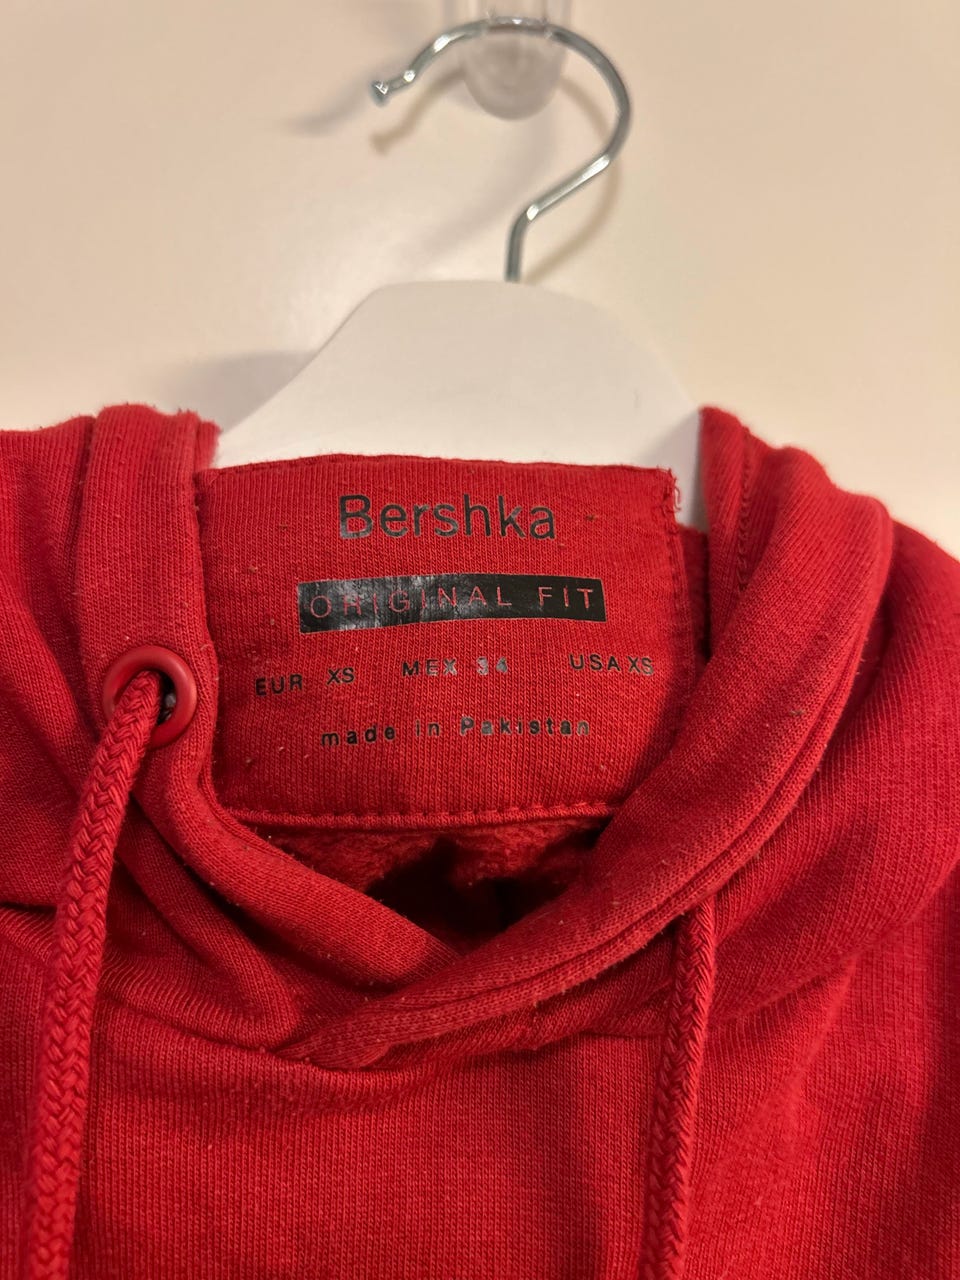 Bershka
ORIGINAL FIT
EUR XS MEX 34 USA XS
made in Pakistan